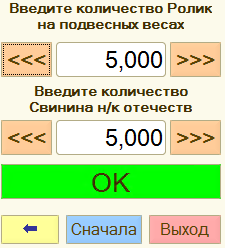 Введите количество Ролик
на подвесных весах
<<< 5,000 >>>
Введите количество
Свинина н/к отечеств
<<< 5,000 >>>
OK
Сначала Выход